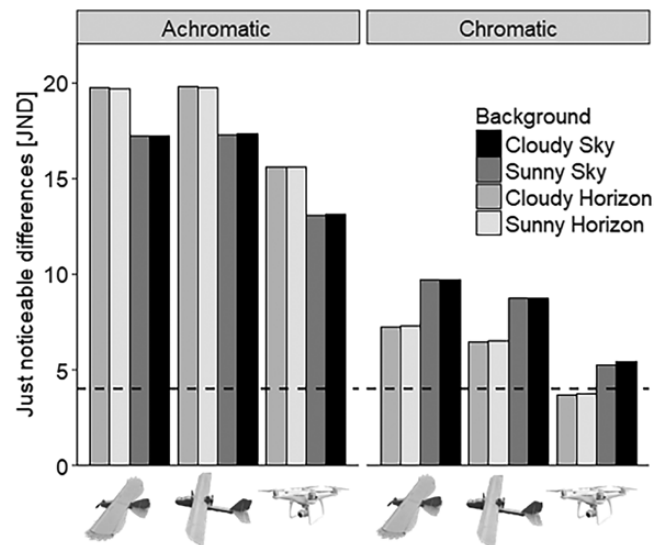 Achromatic
Chromatic
Just noticeable differences [JND]
20
15
10
5
0
Background
Cloudy Sky
Sunny Sky
Cloudy Horizon
Sunny Horizon